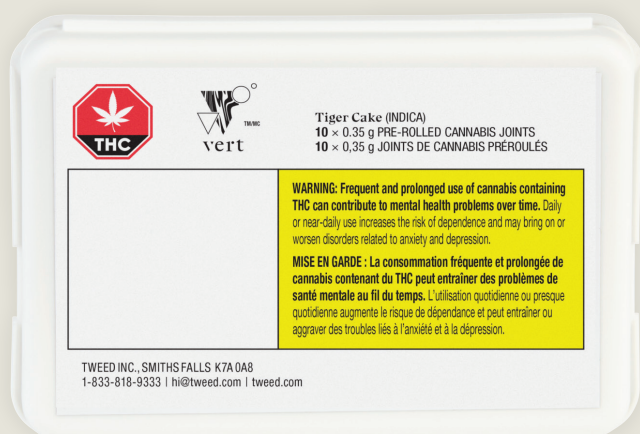 THC
TM/MC
vert
Tiger Cake (INDICA)
10 × 0.35 g PRE-ROLLED CANNABIS JOINTS
10 × 0,35 g JOINTS DE CANNABIS PRÉROULÉS
WARNING: Frequent and prolonged use of cannabis containing
THC can contribute to mental health problems over time. Daily
or near-daily use increases the risk of dependence and may bring on or
worsen disorders related to anxiety and depression.
MISE EN GARDE : La consommation fréquente et prolongée de
cannabis contenant du THC peut entraîner des problèmes de
santé mentale au fil du temps. L'utilisation quotidienne ou presque
quotidienne augmente le risque de dépendance et peut entraîner ou
aggraver des troubles liés à l'anxiété et à la dépression.
TWEED INC., SMITHS FALLS K7A 0A8
1-833-818-9333 | hi@tweed.com | tweed.com